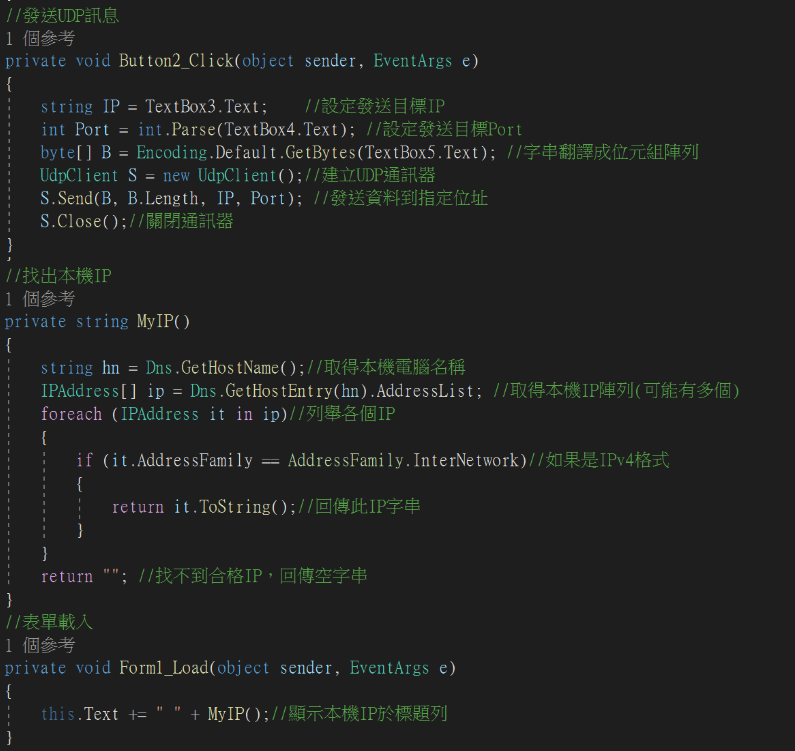 //發送UDP訊息
1 個參考
private void Button2_Click(object sender, EventArgs e)
{
    string IP = TextBox3.Text;    //設定發送目標IP
    int Port = int.Parse(TextBox4.Text); //設定發送目標Port
    byte[] B = Encoding.Default.GetBytes(TextBox5.Text); //字串翻譯成位元組陣列
    UdpClient S = new UdpClient();//建立UDP通訊器
    S.Send(B, B.Length, IP, Port); //發送資料到指定位址
    S.Close();//關閉通訊器
}
//找出本機IP
1 個參考
private string MyIP()
{
    string hn = Dns.GetHostName();//取得本機電腦名稱
    IPAddress[] ip = Dns.GetHostEntry(hn).AddressList; //取得本機IP陣列(可能有多個)
    foreach (IPAddress it in ip)//列舉各個IP
    {
        if (it.AddressFamily == AddressFamily.InterNetwork)//如果是IPv4格式
        {
            return it.ToString();//回傳此IP字串
        }
    }
    return ""; //找不到合格IP，回傳空字串
}
//表單載入
1 個參考
private void Form1_Load(object sender, EventArgs e)
{
    this.Text += " " + MyIP();//顯示本機IP於標題列
}